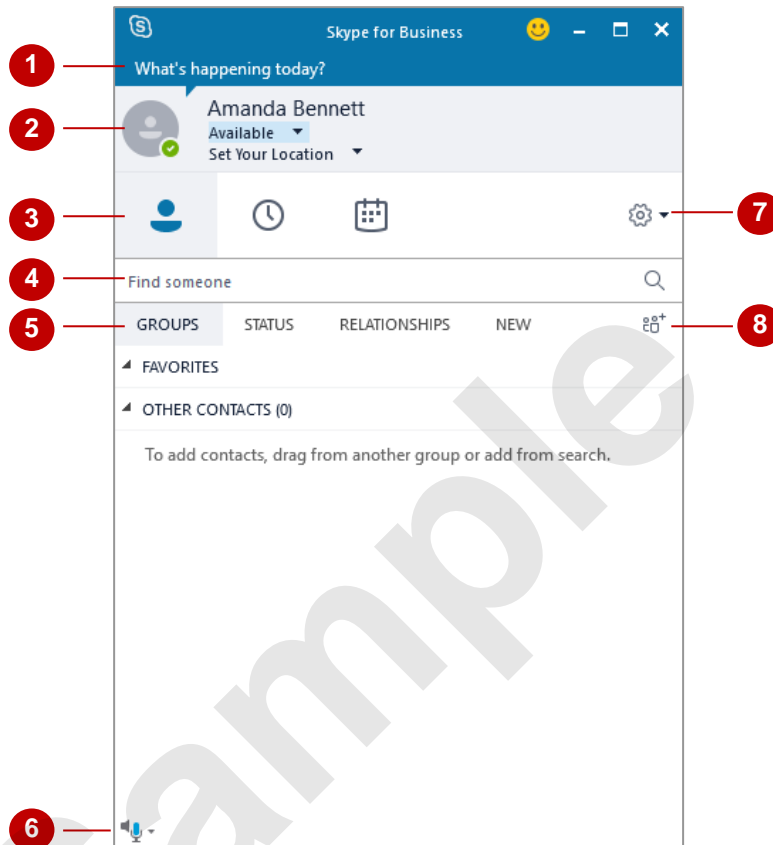 Skype for Business
1 What's happening today?
2 Amanda Bennett
Available
Set Your Location
3
7
4 Find someone
5 GROUPS STATUS RELATIONSHIPS NEW
8
FAVORITES
OTHER CONTACTS (0)
To add contacts, drag from another group or add from search.
6
ample